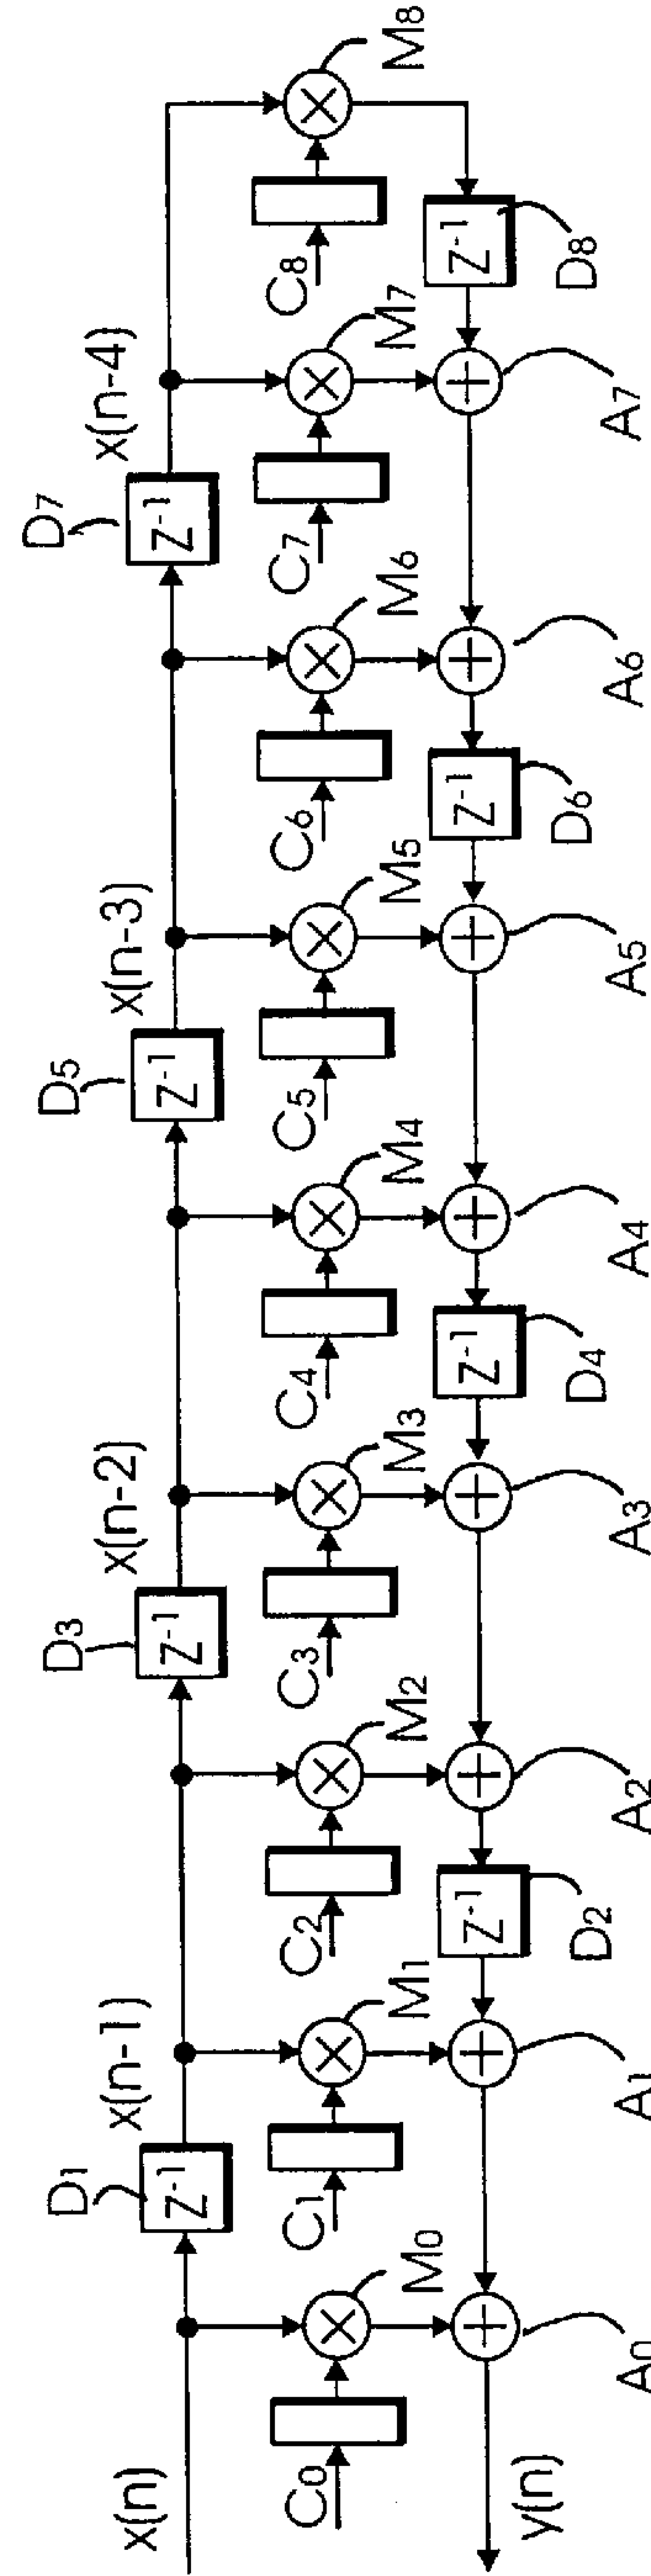 x(n) x(n-1) x(n-2) x(n-3) x(n-4)
D1 D3 D5 D7
Z-1 Z-1 Z-1 Z-1
C0 C1 C2 C3 C4 C5 C6 C7 C8
M0 M1 M2 M3 M4 M5 M6 M7 M8
Z-1 Z-1 Z-1 Z-1
D2 D4 D6 D8
y(n)
A0 A1 A2 A3 A4 A5 A6 A7